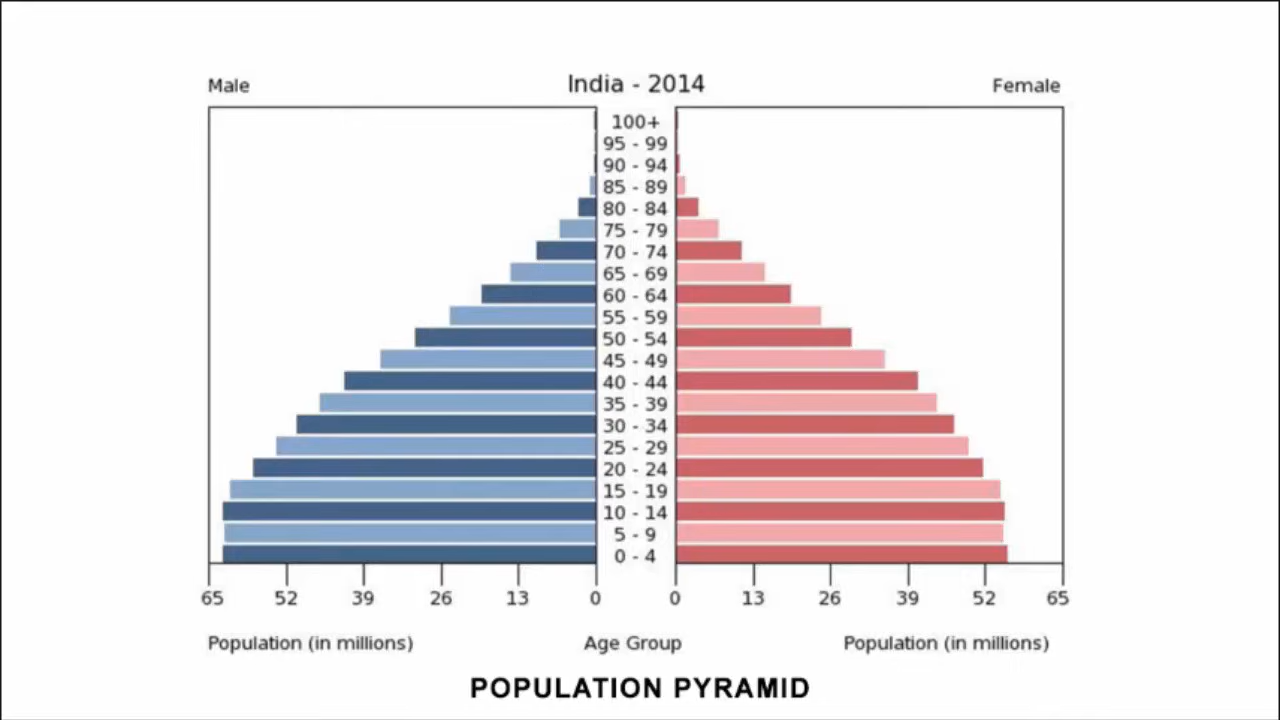 Male India - 2014 Female
100+
95 - 99
90 - 94
85 - 89
80 - 84
75 - 79
70 - 74
65 - 69
60 - 64
55 - 59
50 - 54
45 - 49
40 - 44
35 - 39
30 - 34
25 - 29
20 - 24
15 - 19
10 - 14
5 - 9
0 - 4
65 52 39 26 13 0 0 13 26 39 52 65
Population (in millions) Age Group Population (in millions)
POPULATION PYRAMID